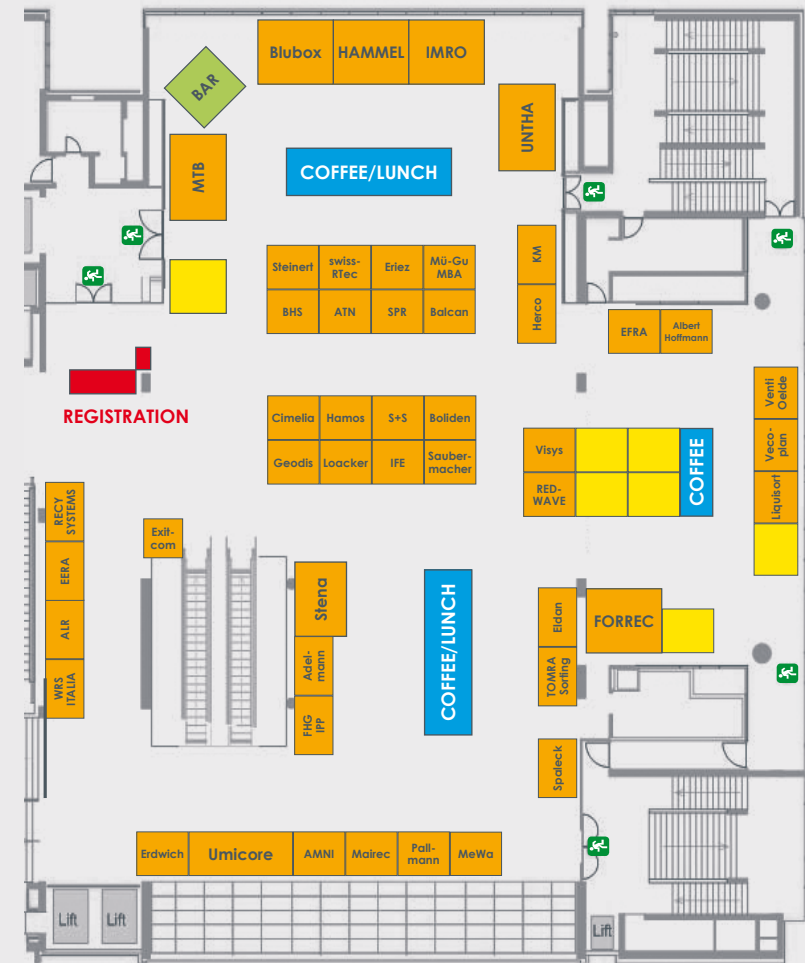 Blubox
HAMMEL
IMRO
BAR
UNTHA
MTB
COFFEE/LUNCH
Steinert
swiss-
RTec
Eriez
Mü-Gu
MBA
KM
BHS
ATN
SPR
Balcan
Herco
EFRA
Albert
Hoffmann
REGISTRATION
Venti
Oelde
Cimelia
Hamos
S+S
Boliden
Visys
COFFEE
Veco-
plan
Geodis
Loacker
IFE
Sauber-
macher
RED-
WAVE
Liquisort
RECY
SYSTEMS
Exit-
com
EERA
Stena
COFFEE/LUNCH
Eldan
FORREC
ALR
Adel-
mann
TOMRA
Sorting
WRS
ITALIA
FHG
IPP
Spaleck
Erdwich
Umicore
AMNI
Mairec
Pall-
mann
MeWa
Lift
Lift
Lift